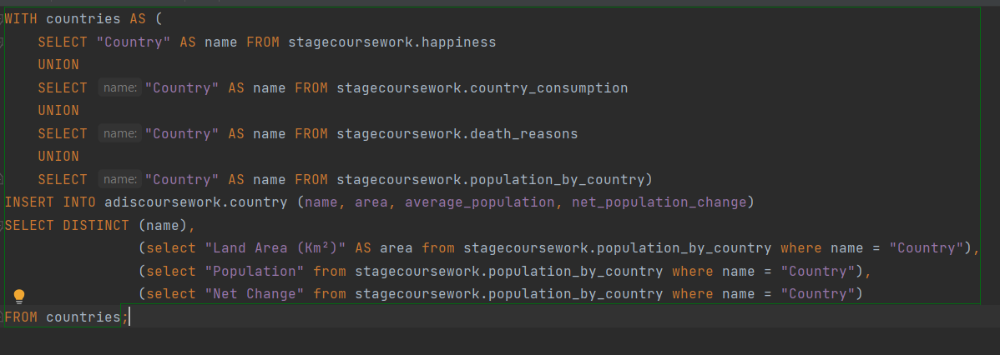 WITH countries AS (
    SELECT "Country" AS name FROM stagecoursework.happiness
    UNION
    SELECT name: "Country" AS name FROM stagecoursework.country_consumption
    UNION
    SELECT name: "Country" AS name FROM stagecoursework.death_reasons
    UNION
    SELECT name: "Country" AS name FROM stagecoursework.population_by_country)
INSERT INTO adiscoursework.country (name, area, average_population, net_population_change)
SELECT DISTINCT (name),
                (select "Land Area (Km²)" AS area from stagecoursework.population_by_country where name = "Country"),
                (select "Population" from stagecoursework.population_by_country where name = "Country"),
                (select "Net Change" from stagecoursework.population_by_country where name = "Country")
FROM countries;